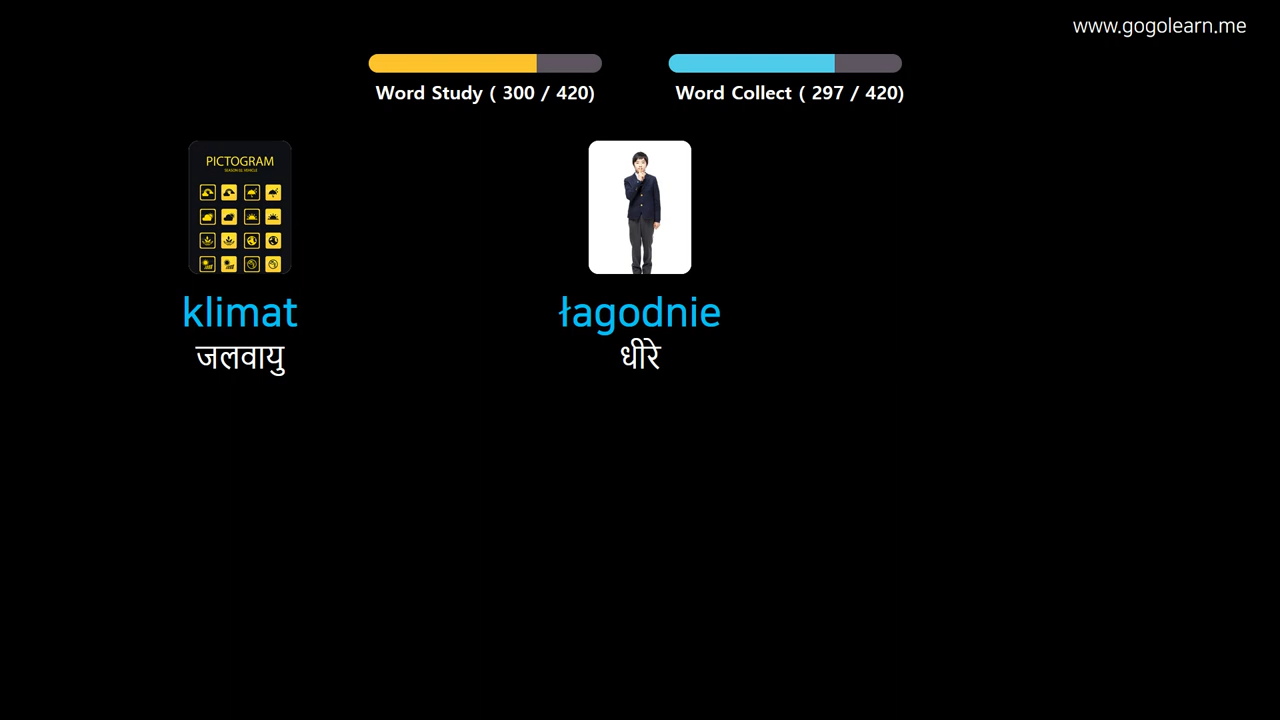 www.gogolearn.me
Word Study ( 300 / 420)
Word Collect ( 297 / 420)
PICTOGRAM
klimat
जलवायु
łagodnie
धीरे